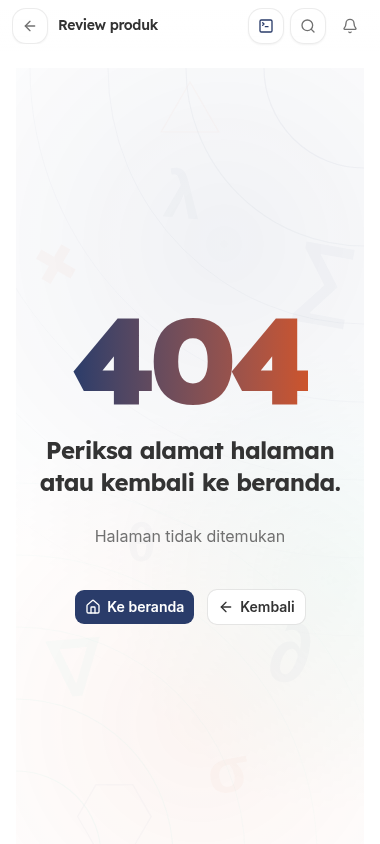 Review produk
λ
Σ
404
Periksa alamat halaman
atau kembali ke beranda.
Halaman tidak ditemukan
θ
Ke beranda
Kembali
∇
∂
σ